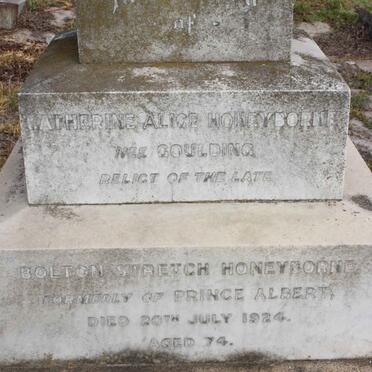 OF
KATHERINE ALICE HONEYBORNE
NÉE GOULDING
RELICT OF THE LATE
BOLTON STRETCH HONEYBORNE
FORMERLY OF PRINCE ALBERT,
DIED 20TH JULY 1924.
AGED 74.